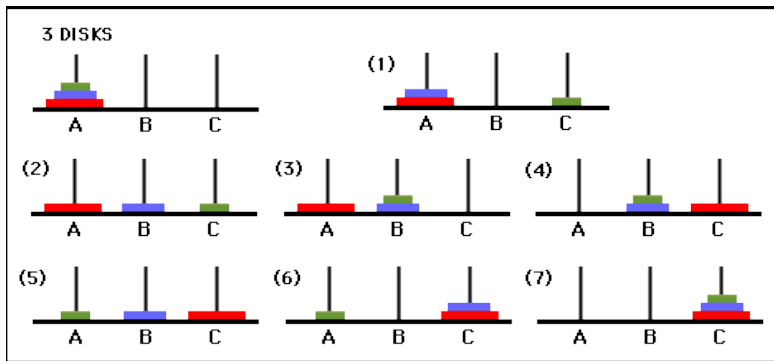 3 DISKS
A B C
(1)
A B C
(2)
A B C
(3)
A B C
(4)
A B C
(5)
A B C
(6)
A B C
(7)
A B C